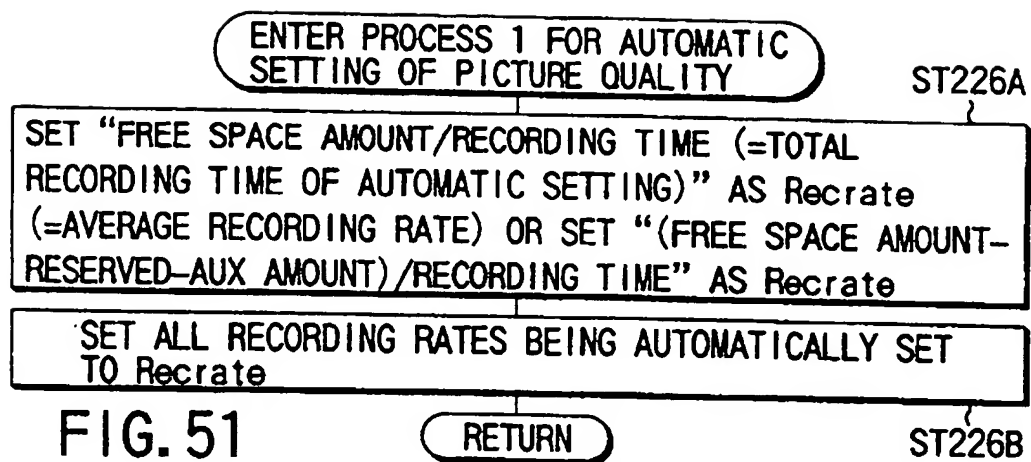 ENTER PROCESS 1 FOR AUTOMATIC
SETTING OF PICTURE QUALITY
ST226A
SET “FREE SPACE AMOUNT/RECORDING TIME (=TOTAL
RECORDING TIME OF AUTOMATIC SETTING)” AS Recrate
(=AVERAGE RECORDING RATE) OR SET “(FREE SPACE AMOUNT–
RESERVED–AUX AMOUNT)/RECORDING TIME” AS Recrate
SET ALL RECORDING RATES BEING AUTOMATICALLY SET
TO Recrate
FIG. 51
RETURN
ST226B